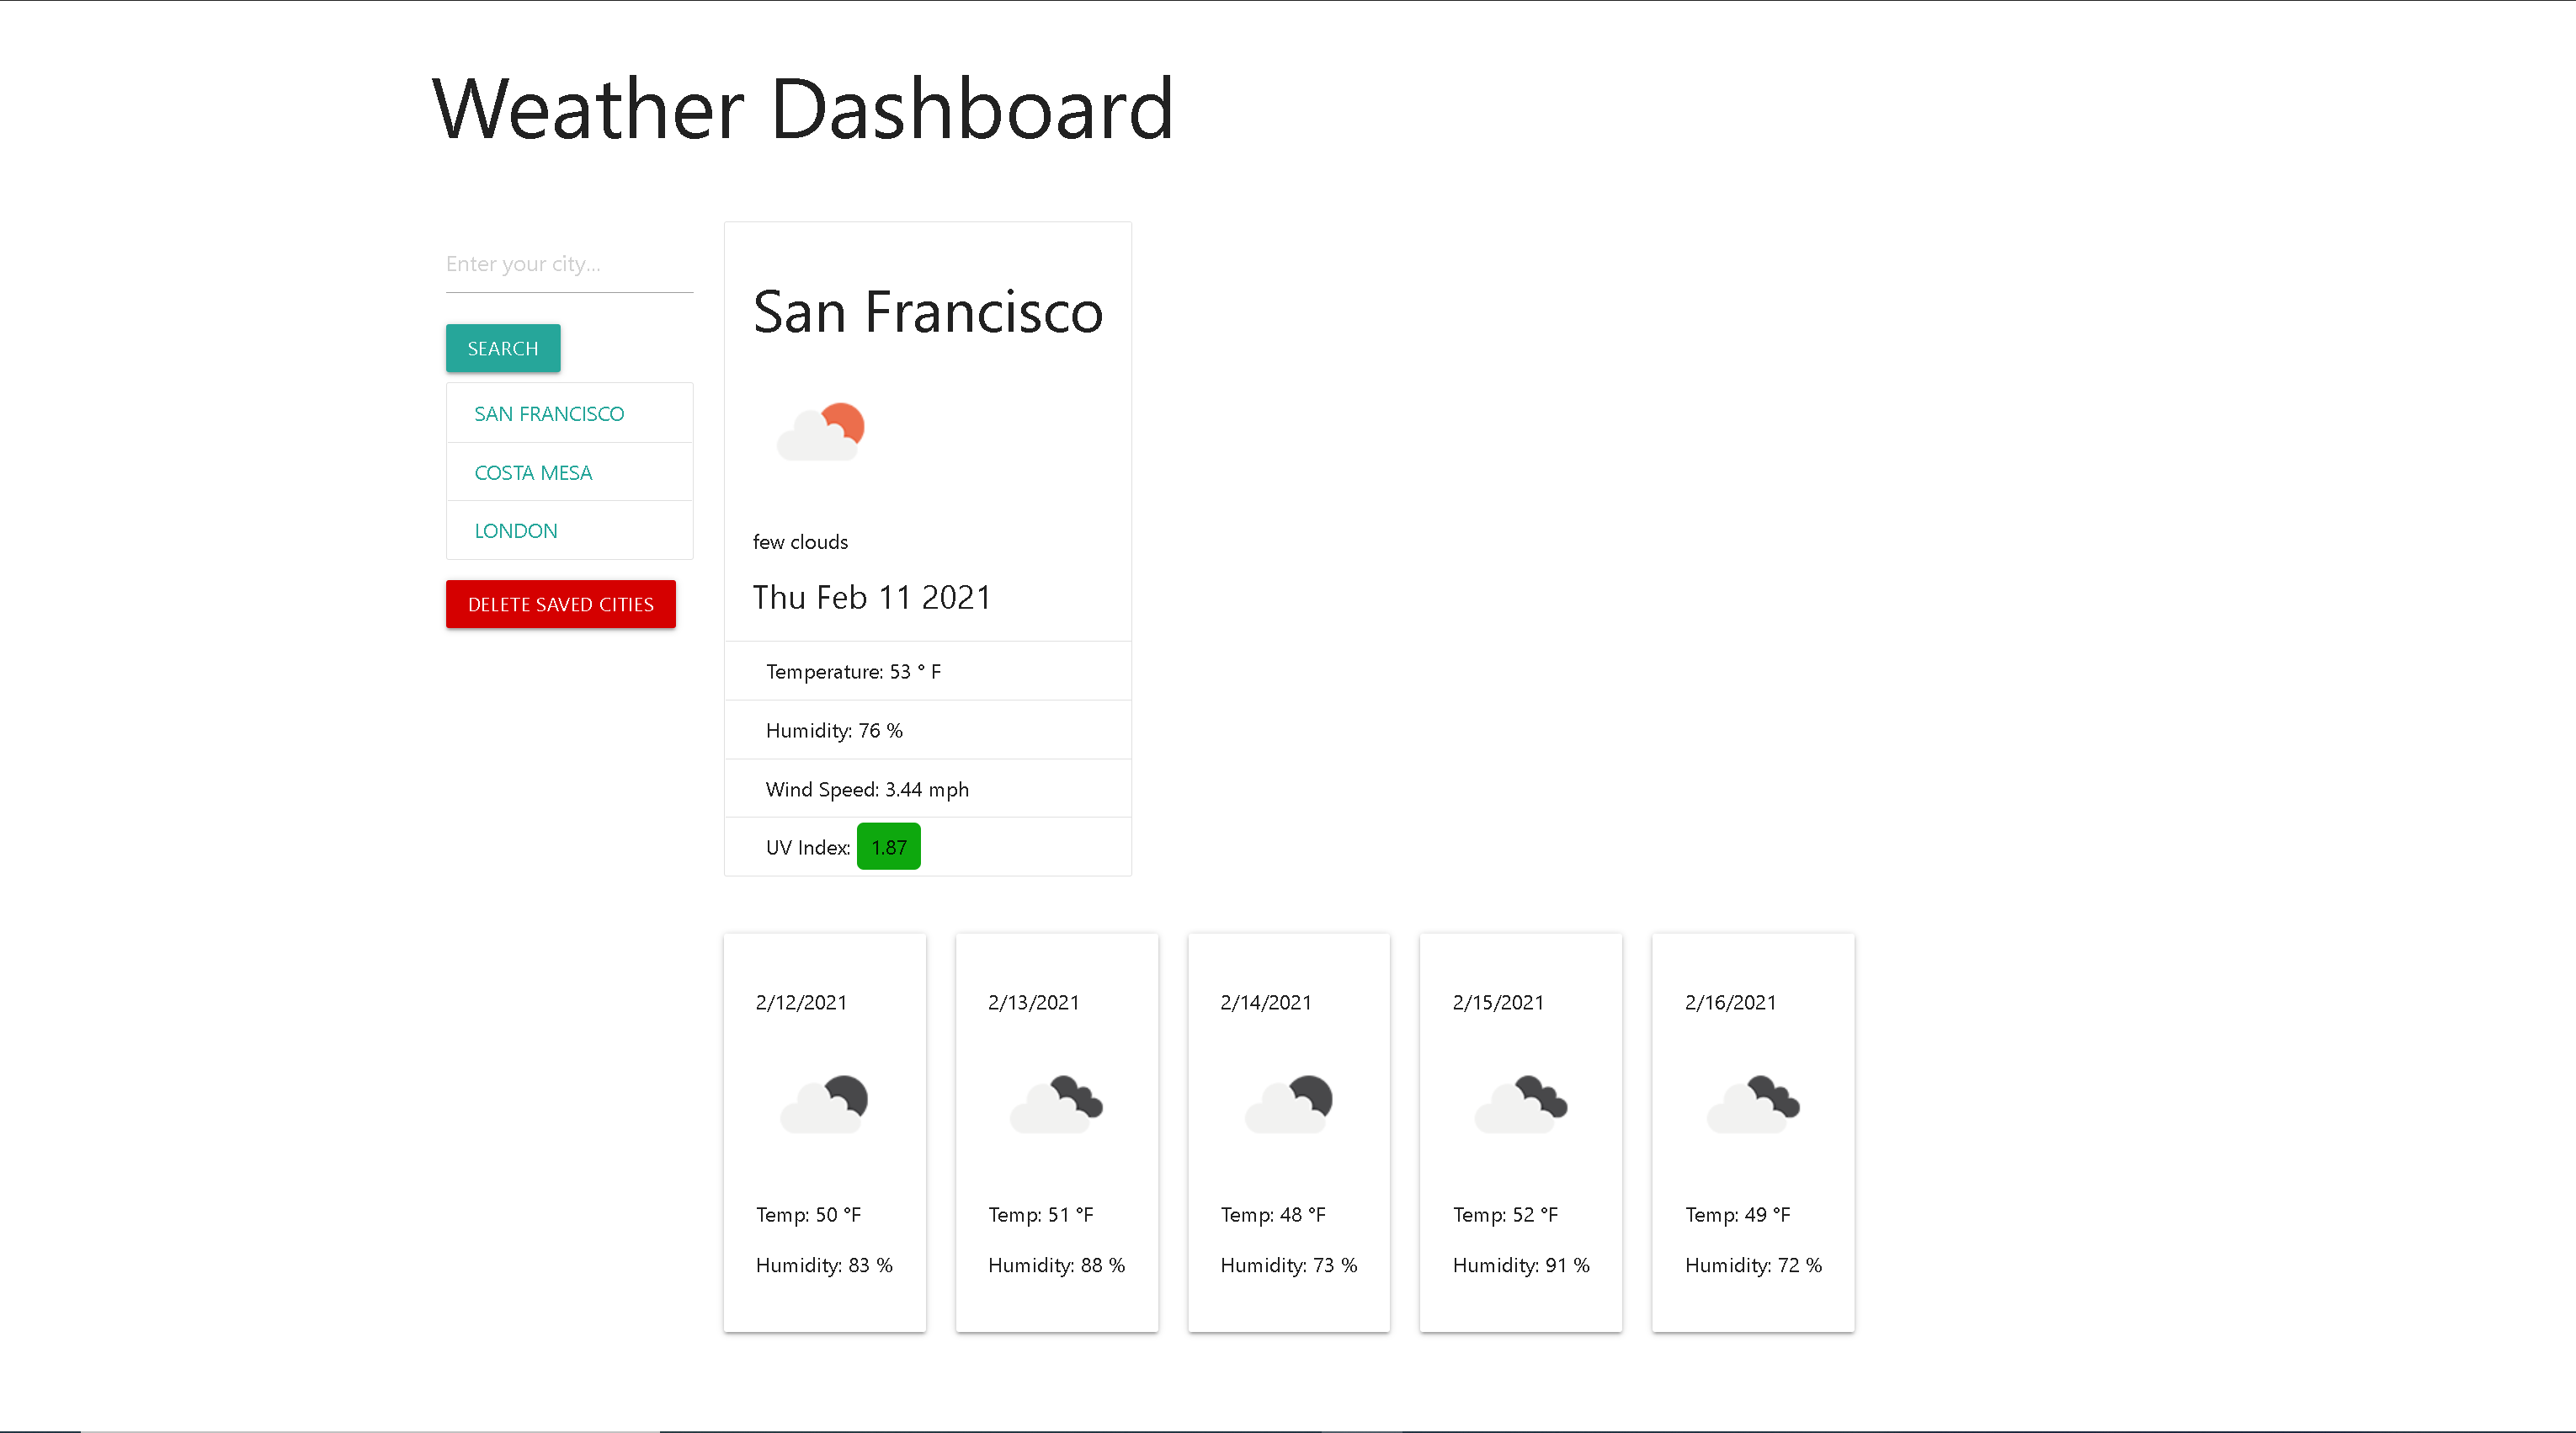 Weather Dashboard
Enter your city...
SEARCH
SAN FRANCISCO
COSTA MESA
LONDON
DELETE SAVED CITIES
San Francisco
few clouds
Thu Feb 11 2021
Temperature: 53 ° F
Humidity: 76 %
Wind Speed: 3.44 mph
UV Index: 1.87
2/12/2021
Temp: 50 °F
Humidity: 83 %
2/13/2021
Temp: 51 °F
Humidity: 88 %
2/14/2021
Temp: 48 °F
Humidity: 73 %
2/15/2021
Temp: 52 °F
Humidity: 91 %
2/16/2021
Temp: 49 °F
Humidity: 72 %